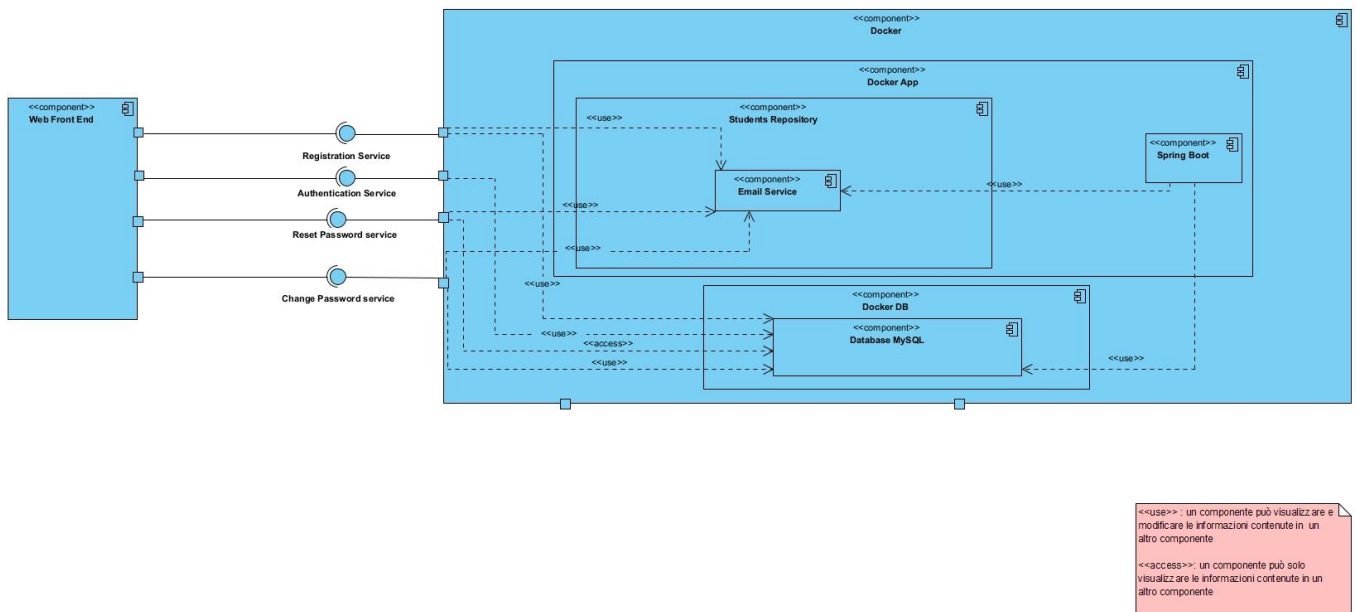 <<component>>
Docker
<<component>>
Docker App
<<component>>
Web Front End
<<component>>
Students Repository
<<use>>
<<component>>
Spring Boot
Registration Service
<<component>>
Email Service
<<use>>
Authentication Service
<<use>>
Reset Password service
<<use>>
<<use>>
Change Password service
<<component>>
Docker DB
<<component>>
Database MySQL
<<use>>
<<access>>
<<use>>
<<use>>
<<use>> : un componente può visualizzare e
modificare le informazioni contenute in un
altro componente
<<access>>: un componente può solo
visualizzare le informazioni contenute in un
altro componente